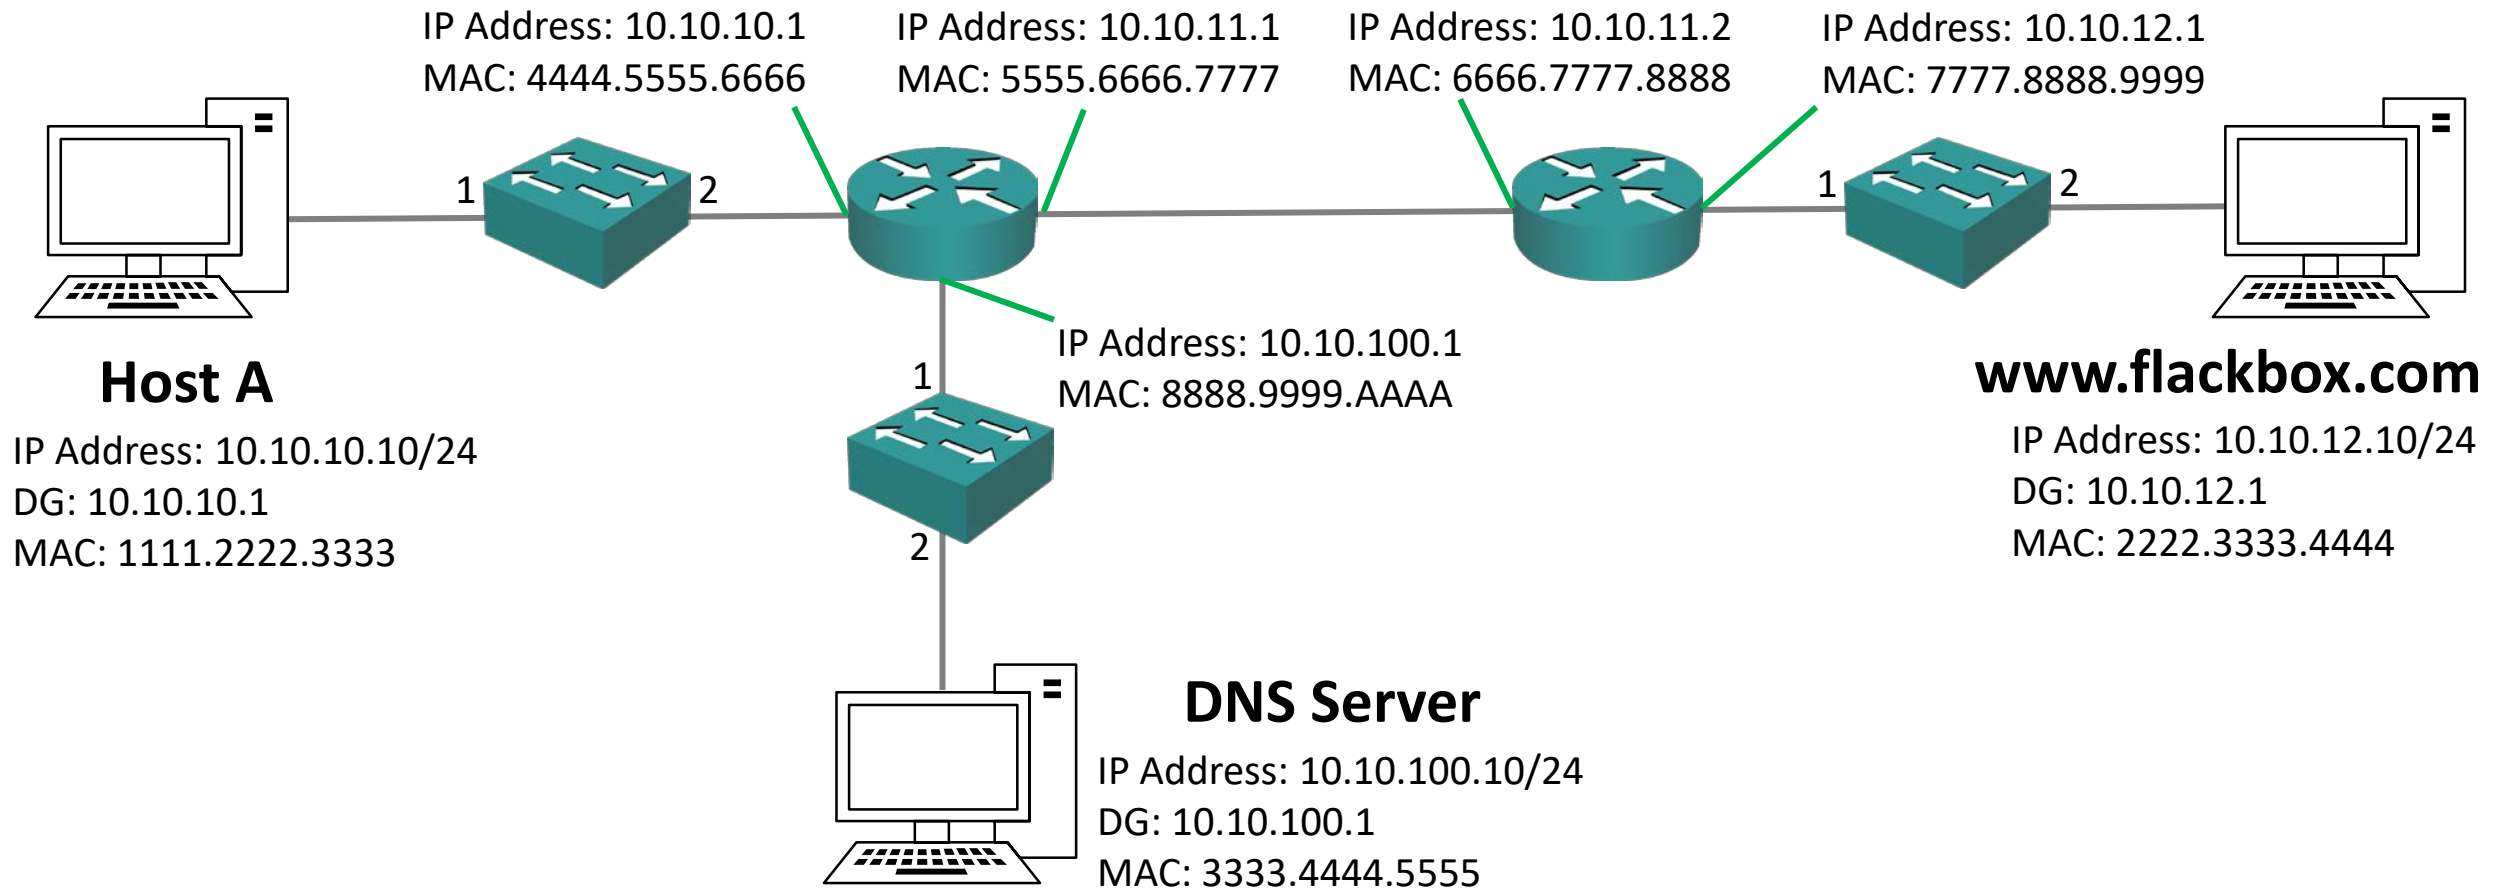 IP Address: 10.10.10.1
MAC: 4444.5555.6666
IP Address: 10.10.11.1
MAC: 5555.6666.7777
IP Address: 10.10.11.2
MAC: 6666.7777.8888
IP Address: 10.10.12.1
MAC: 7777.8888.9999
1
2
1
2
IP Address: 10.10.100.1
MAC: 8888.9999.AAAA
1
2
Host A
IP Address: 10.10.10.10/24
DG: 10.10.10.1
MAC: 1111.2222.3333
www.flackbox.com
IP Address: 10.10.12.10/24
DG: 10.10.12.1
MAC: 2222.3333.4444
DNS Server
IP Address: 10.10.100.10/24
DG: 10.10.100.1
MAC: 3333.4444.5555